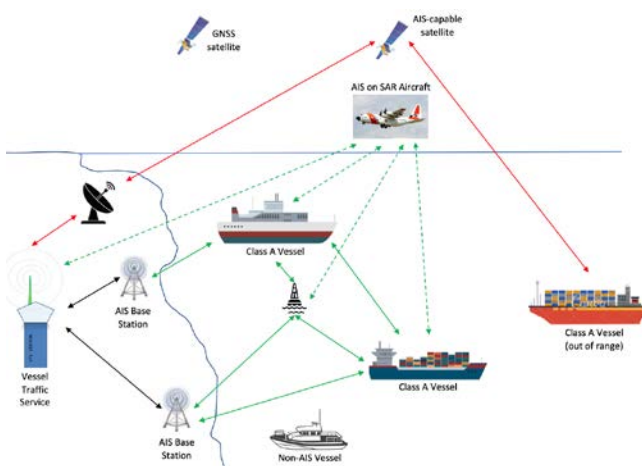 GNSS
satellite
AIS-capable
satellite
AIS on SAR Aircraft
Class A Vessel
AIS Base
Station
Class A Vessel
(out of range)
Vessel
Traffic
Service
Class A Vessel
AIS Base
Station
Non-AIS Vessel